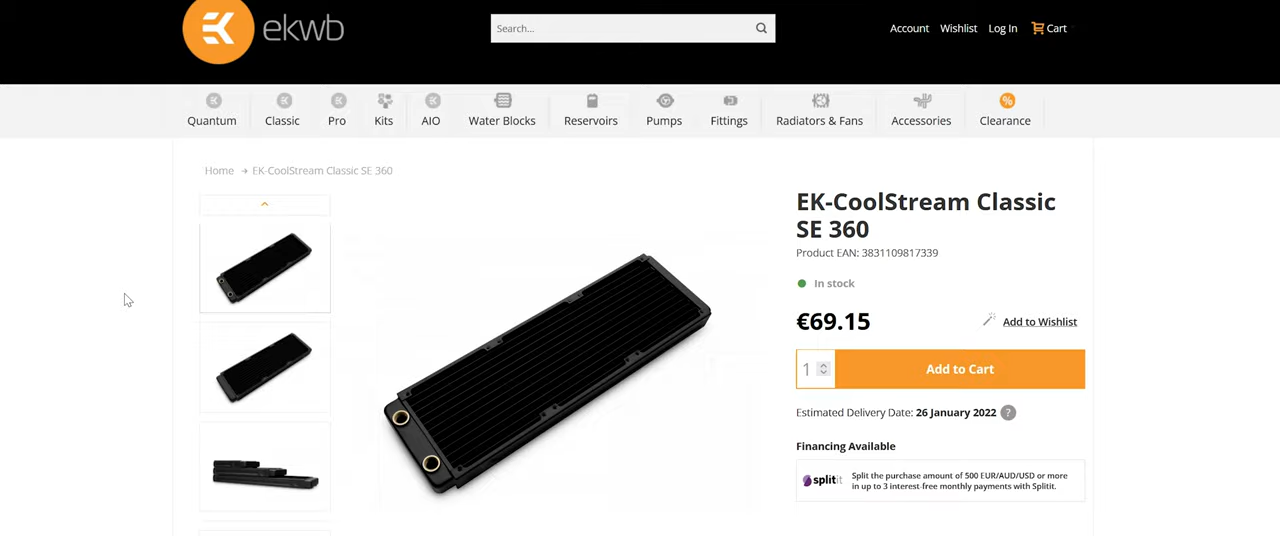 ekwb
Search...
Account Wishlist Log In Cart
Quantum Classic Pro Kits AIO Water Blocks Reservoirs Pumps Fittings Radiators & Fans Accessories Clearance
Home → EK-CoolStream Classic SE 360
EK-CoolStream Classic
SE 360
Product EAN: 3831109817339
In stock
€69.15 Add to Wishlist
1 Add to Cart
Estimated Delivery Date: 26 January 2022 ?
Financing Available
splitit
Split the purchase amount of 500 EUR/AUD/USD or more
in up to 3 interest-free monthly payments with Splitit.